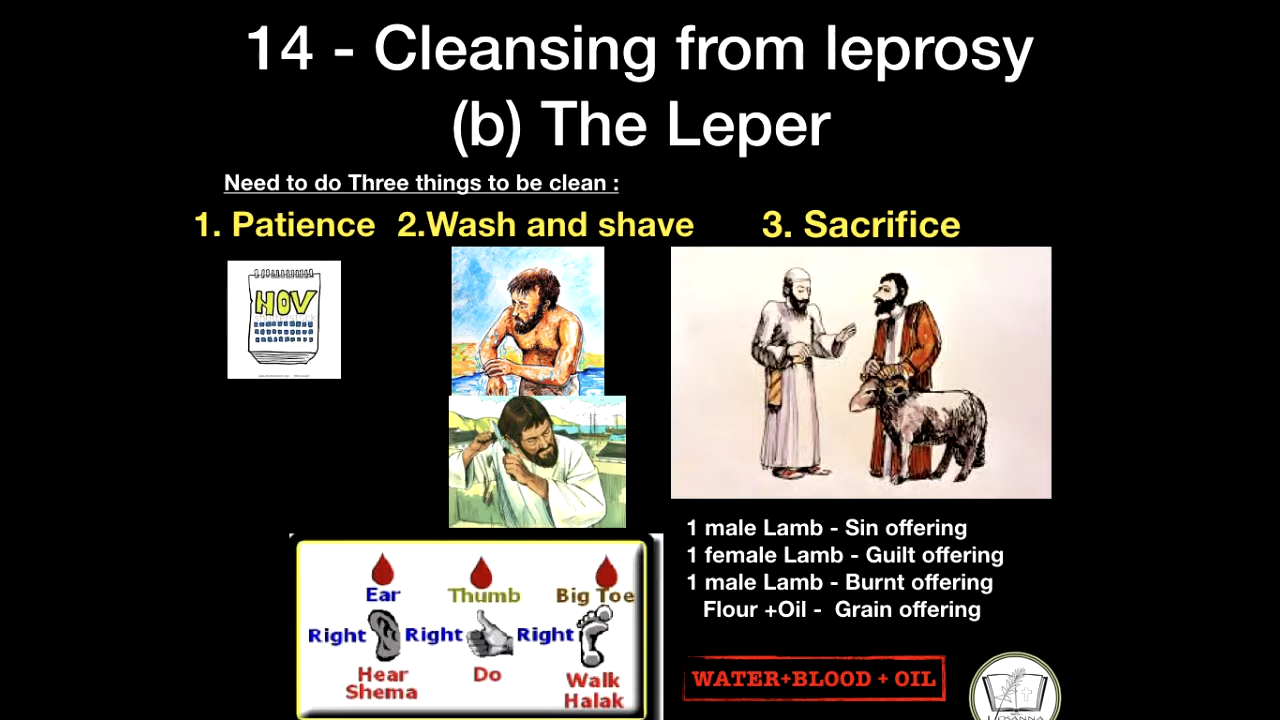 14 - Cleansing from leprosy
(b) The Leper
Need to do Three things to be clean :
1. Patience 2.Wash and shave 3. Sacrifice
NOV
1 male Lamb - Sin offering
1 female Lamb - Guilt offering
1 male Lamb - Burnt offering
Flour +Oil - Grain offering
Ear Thumb Big Toe
Right Right Right
Hear Do Walk
Shema Halak
WATER+BLOOD + OIL